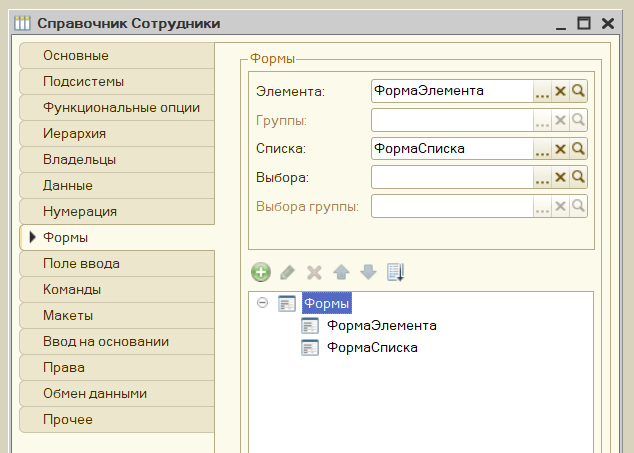 Справочник Сотрудники
Основные
Подсистемы
Функциональные опции
Иерархия
Владельцы
Данные
Нумерация
Формы
Поле ввода
Команды
Макеты
Ввод на основании
Права
Обмен данными
Прочее
Формы
Элемента: ФормаЭлемента ...
Группы: ...
Списка: ФормаСписка ...
Выбора: ...
Выбора группы: ...
Формы
ФормаЭлемента
ФормаСписка